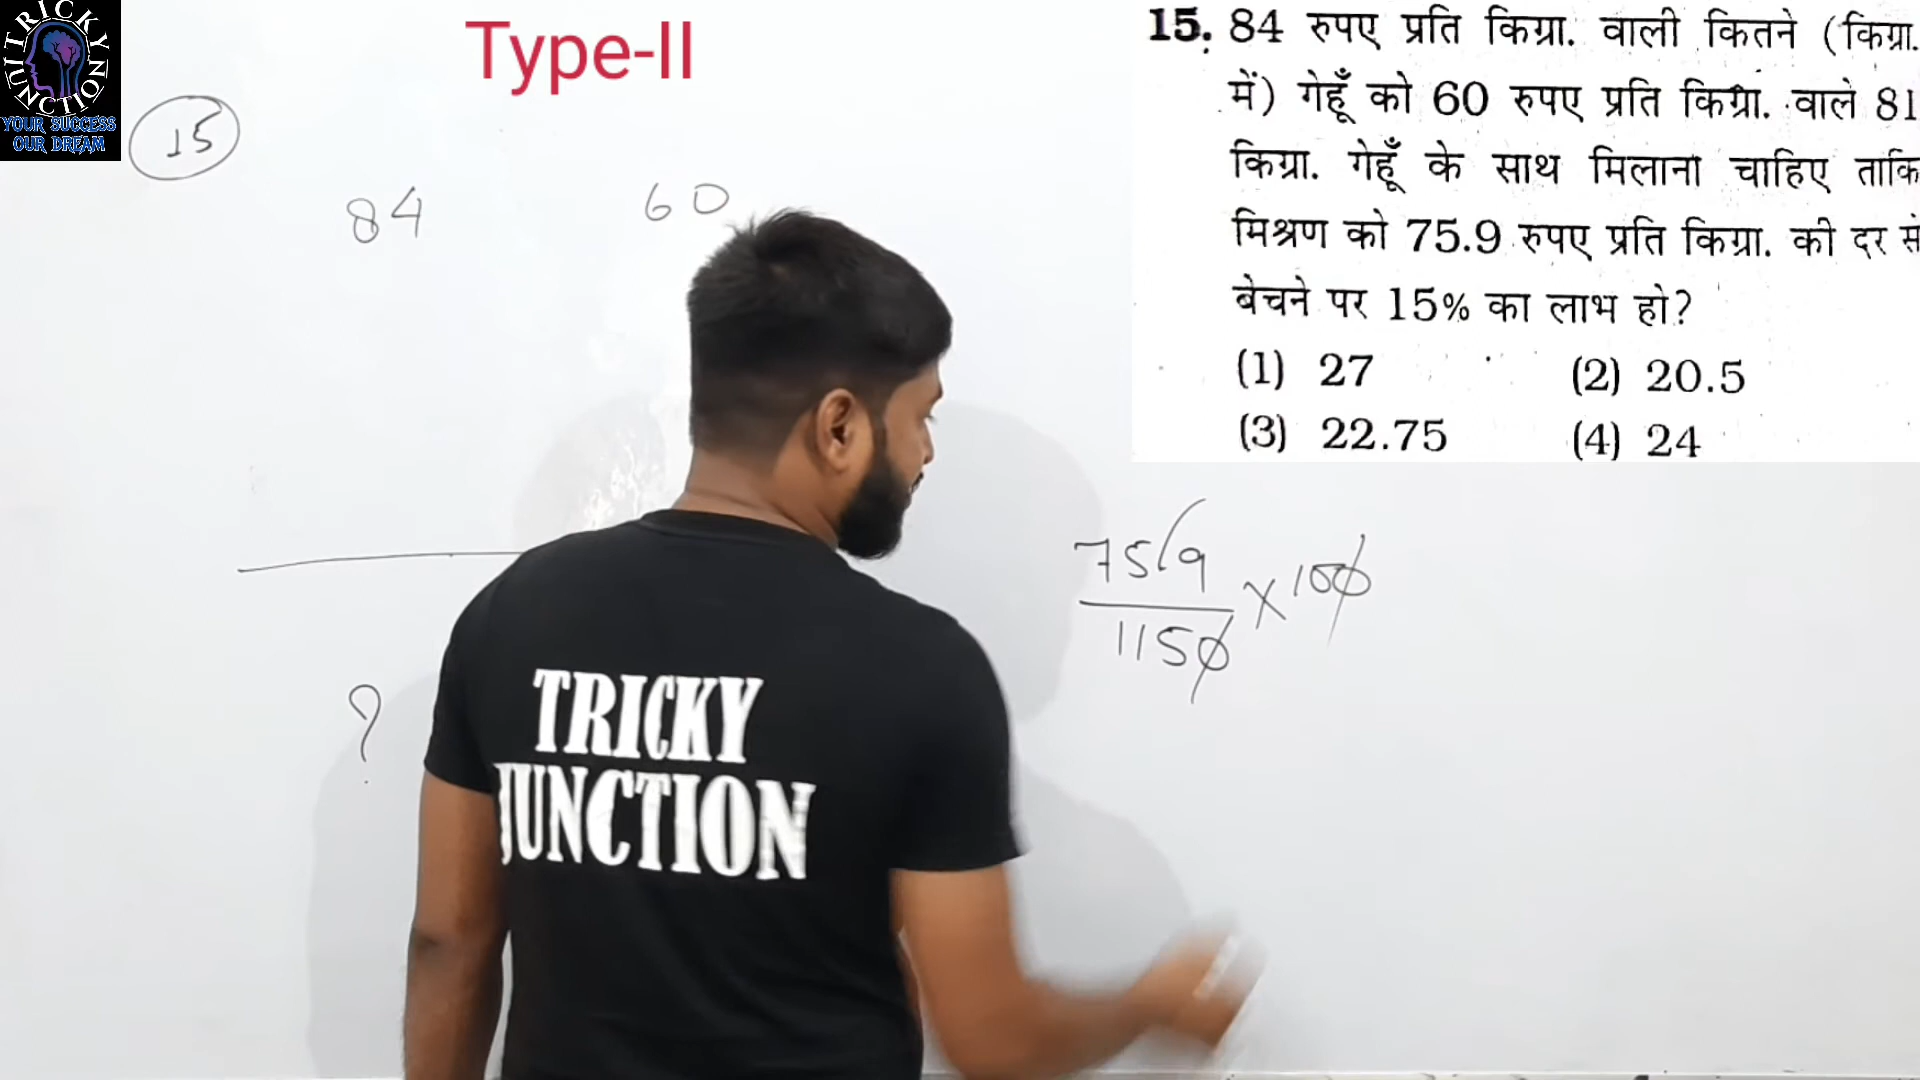 TRICKY JUNCTION
YOUR SUCCESS
OUR DREAM
Type-II
15
84 60
?
15. 84 रुपए प्रति किग्रा. वाली कितने (किग्रा.
में) गेहूँ को 60 रुपए प्रति किग्रा. वाले 81
किग्रा. गेहूँ के साथ मिलाना चाहिए ताकि
मिश्रण को 75.9 रुपए प्रति किग्रा. की दर से
बेचने पर 15% का लाभ हो?
(1) 27 (2) 20.5
(3) 22.75 (4) 24
759
1150 × 100
TRICKY
JUNCTION